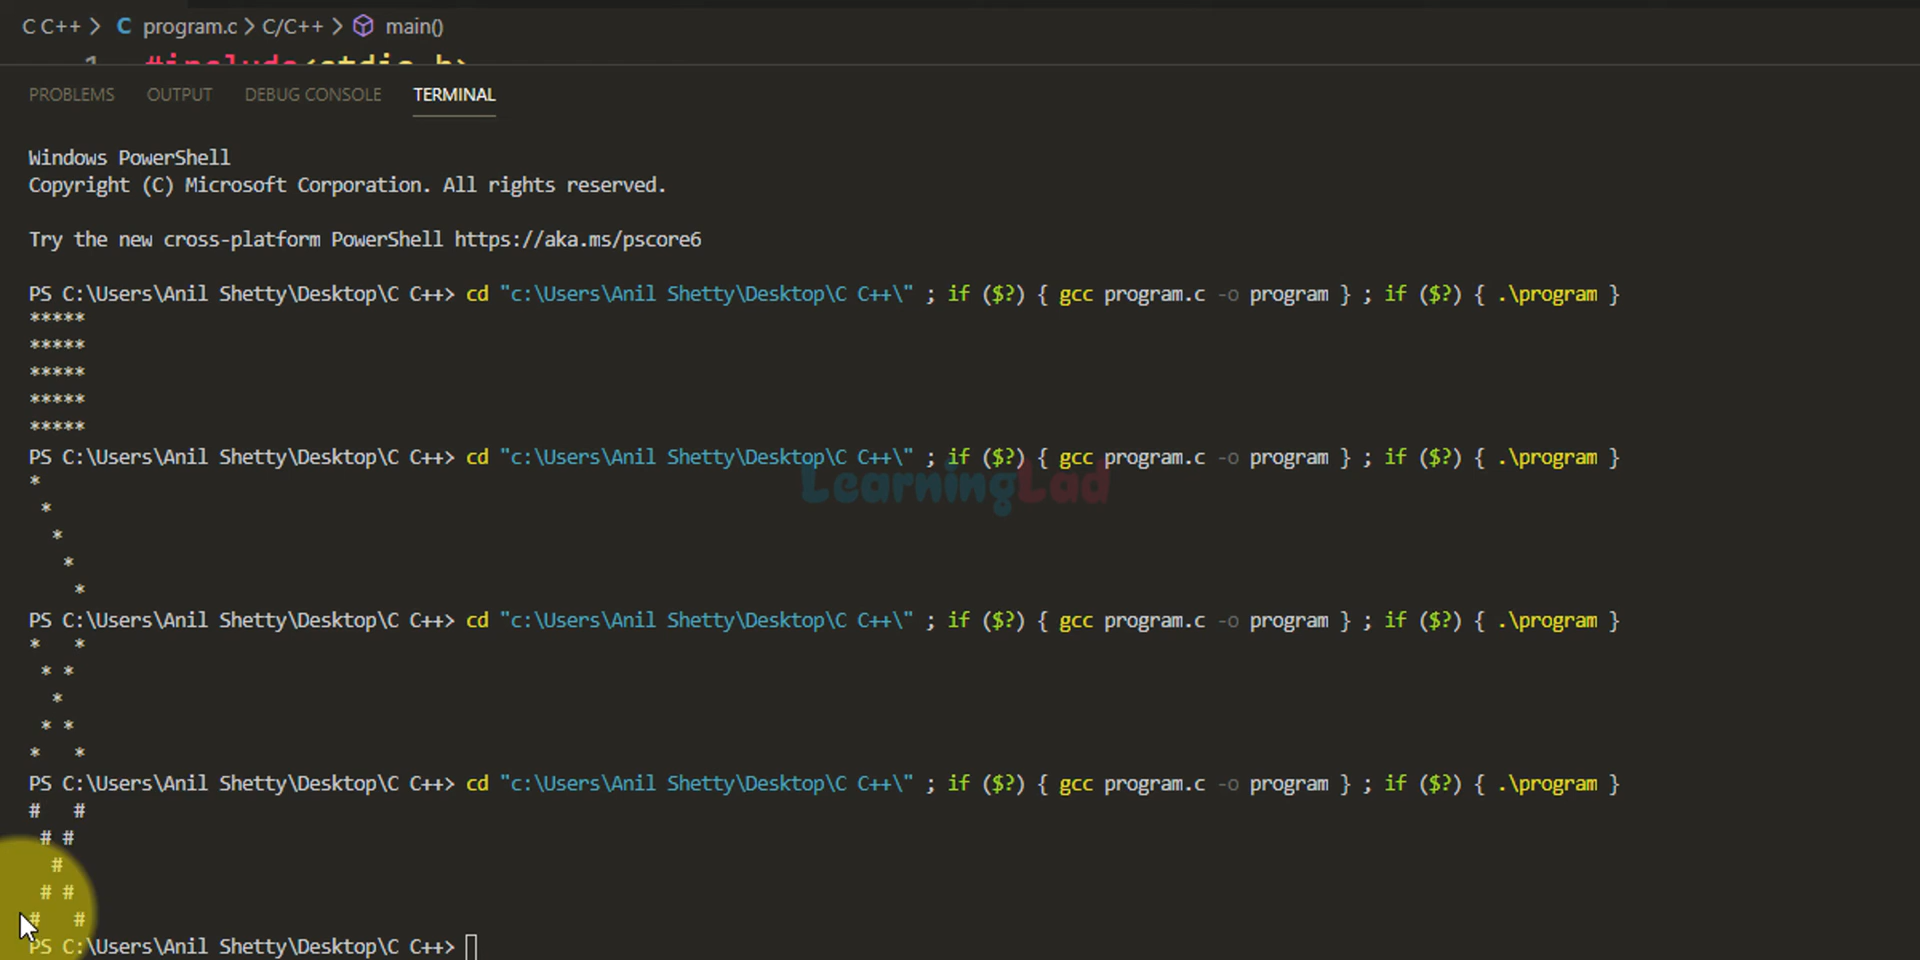 C C++ > C program.c > C/C++ > main()
1 #include<stdio.h>
PROBLEMS OUTPUT DEBUG CONSOLE TERMINAL
Windows PowerShell
Copyright (C) Microsoft Corporation. All rights reserved.
Try the new cross-platform PowerShell https://aka.ms/pscore6
PS C:\Users\Anil Shetty\Desktop\C C++> cd "c:\Users\Anil Shetty\Desktop\C C++\" ; if ($?) { gcc program.c -o program } ; if ($?) { .\program }
*****
*****
*****
*****
*****
PS C:\Users\Anil Shetty\Desktop\C C++> cd "c:\Users\Anil Shetty\Desktop\C C++\" ; if ($?) { gcc program.c -o program } ; if ($?) { .\program }
*
LearningLad
 *
  *
   *
    *
PS C:\Users\Anil Shetty\Desktop\C C++> cd "c:\Users\Anil Shetty\Desktop\C C++\" ; if ($?) { gcc program.c -o program } ; if ($?) { .\program }
*   *
 * *
  *
 * *
*   *
PS C:\Users\Anil Shetty\Desktop\C C++> cd "c:\Users\Anil Shetty\Desktop\C C++\" ; if ($?) { gcc program.c -o program } ; if ($?) { .\program }
#   #
 # #
  #
 # #
#   #
PS C:\Users\Anil Shetty\Desktop\C C++>